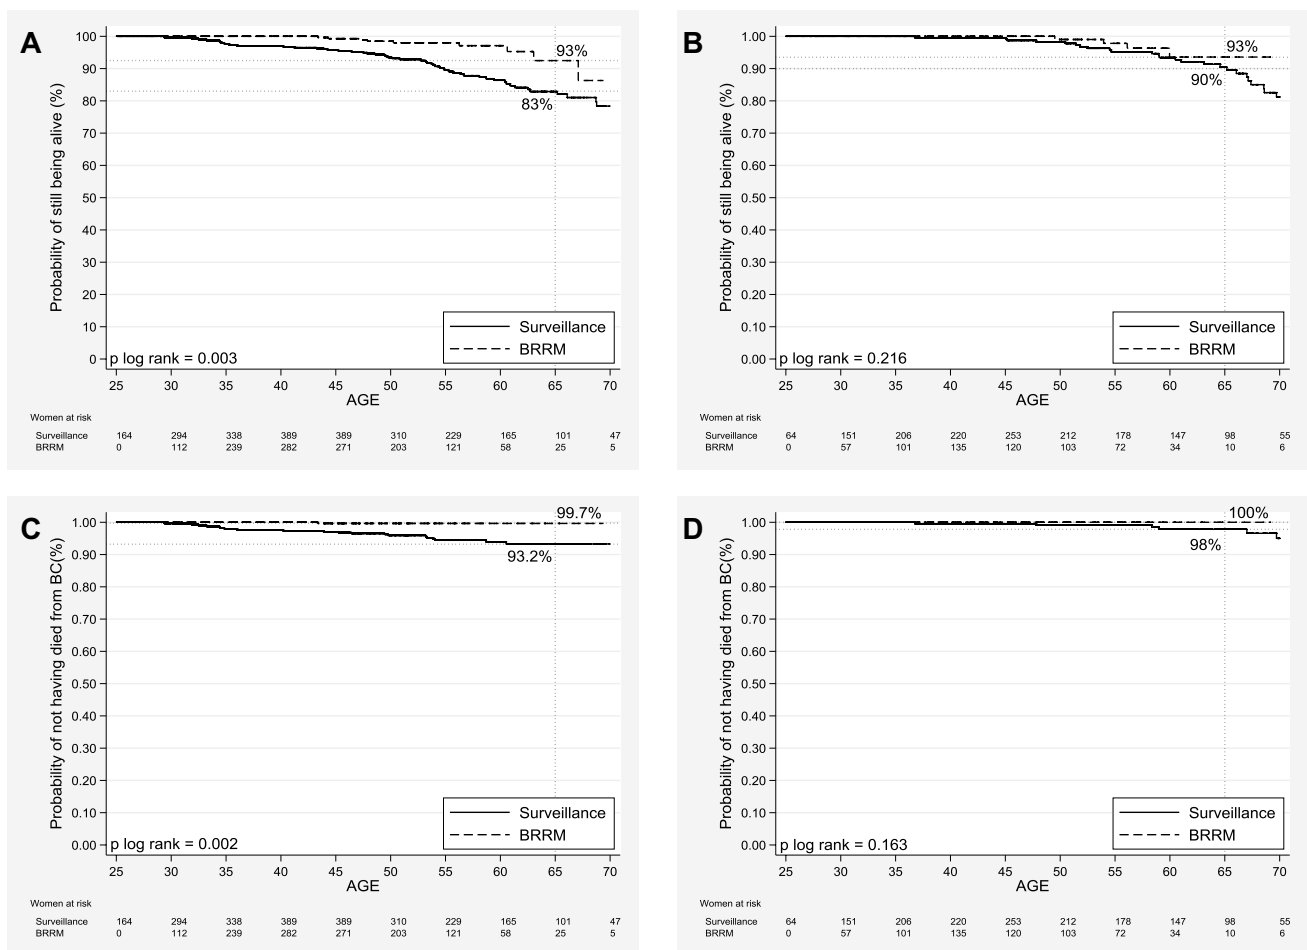 A
Probability of still being alive (%)
100
90
80
70
60
50
40
30
20
10
0
93%
83%
Surveillance
BRRM
p log rank = 0.003
25 30 35 40 45 50 55 60 65 70
AGE
Women at risk
Surveillance 164 294 338 389 389 310 229 165 101 47
BRRM 0 112 239 282 271 203 121 58 25 5
B
Probability of still being alive (%)
1.00
0.90
0.80
0.70
0.60
0.50
0.40
0.30
0.20
0.10
0.00
93%
90%
Surveillance
BRRM
p log rank = 0.216
25 30 35 40 45 50 55 60 65 70
AGE
Women at risk
Surveillance 64 151 206 220 253 212 178 147 98 55
BRRM 0 57 101 135 120 103 72 34 10 6
C
Probability of not having died from BC(%)
1.00
0.90
0.80
0.70
0.60
0.50
0.40
0.30
0.20
0.10
0.00
99.7%
93.2%
Surveillance
BRRM
p log rank = 0.002
25 30 35 40 45 50 55 60 65 70
AGE
Women at risk
Surveillance 164 294 338 389 389 310 229 165 101 47
BRRM 0 112 239 282 271 203 121 58 25 5
D
Probability of not having died from BC(%)
1.00
0.90
0.80
0.70
0.60
0.50
0.40
0.30
0.20
0.10
0.00
100%
98%
Surveillance
BRRM
p log rank = 0.163
25 30 35 40 45 50 55 60 65 70
AGE
Women at risk
Surveillance 64 151 206 220 253 212 178 147 98 55
BRRM 0 57 101 135 120 103 72 34 10 6